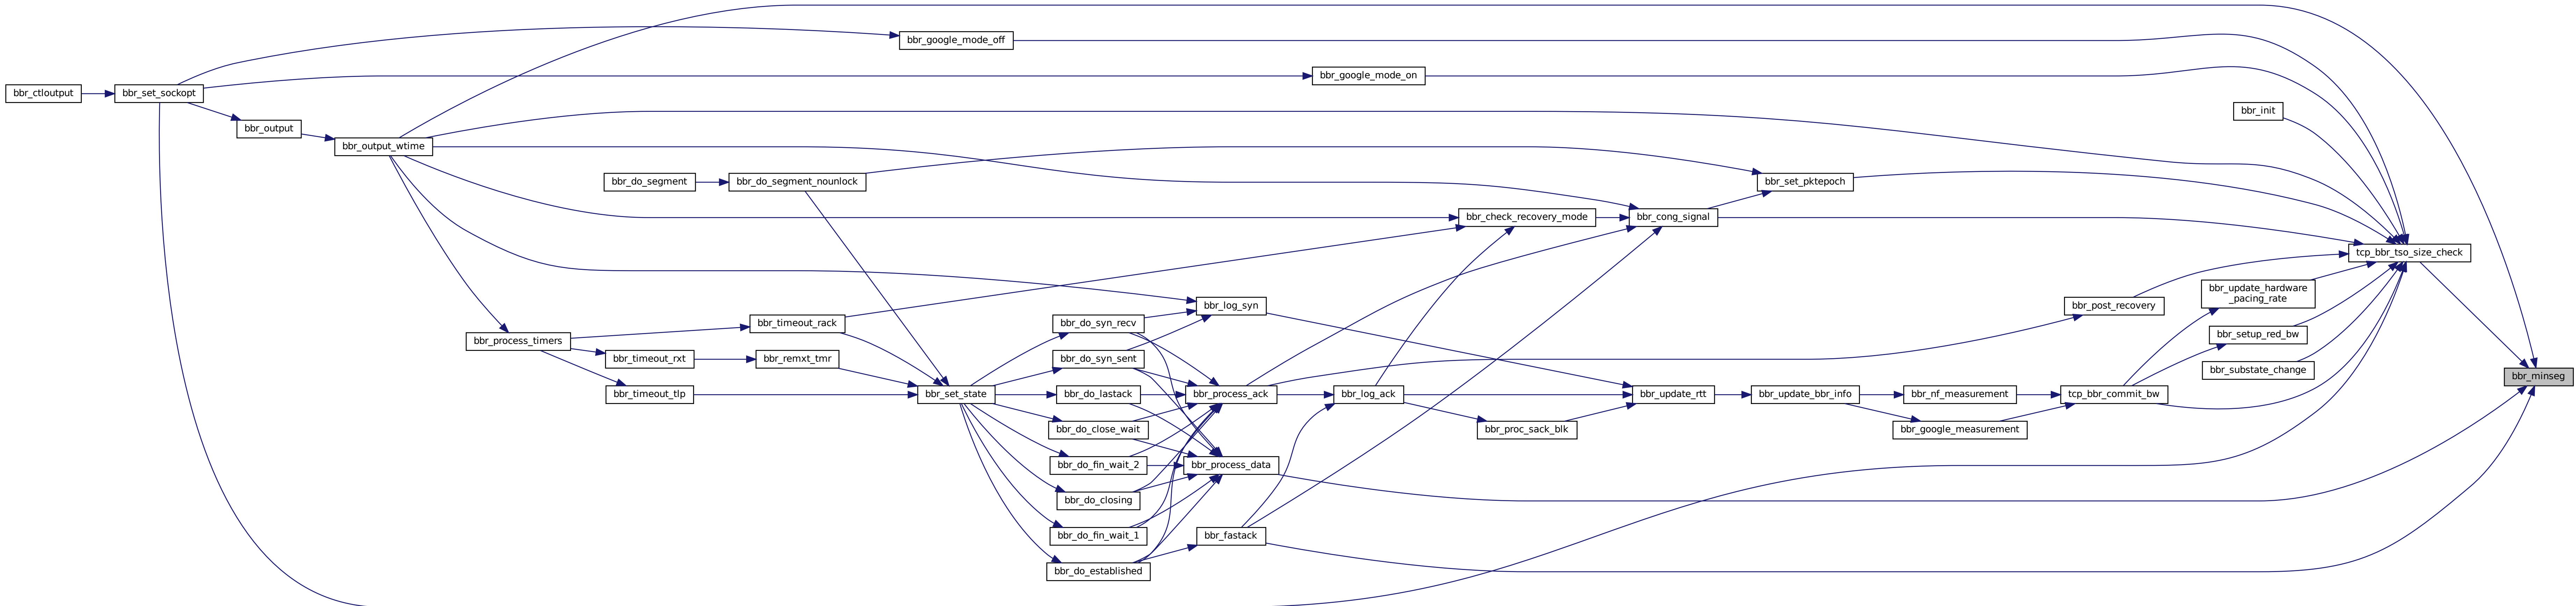 bbr_google_mode_off
bbr_google_mode_on
bbr_ctloutput
bbr_set_sockopt
bbr_init
bbr_output
bbr_output_wtime
bbr_do_segment
bbr_do_segment_nounlock
bbr_set_pktepoch
bbr_check_recovery_mode
bbr_cong_signal
tcp_bbr_tso_size_check
bbr_update_hardware
_pacing_rate
bbr_log_syn
bbr_post_recovery
bbr_timeout_rack
bbr_do_syn_recv
bbr_setup_red_bw
bbr_process_timers
bbr_timeout_rxt
bbr_remxt_tmr
bbr_do_syn_sent
bbr_substate_change
bbr_minseg
bbr_timeout_tlp
bbr_set_state
bbr_do_lastack
bbr_process_ack
bbr_log_ack
bbr_update_rtt
bbr_update_bbr_info
bbr_nf_measurement
tcp_bbr_commit_bw
bbr_do_close_wait
bbr_proc_sack_blk
bbr_google_measurement
bbr_do_fin_wait_2
bbr_process_data
bbr_do_closing
bbr_do_fin_wait_1
bbr_fastack
bbr_do_established